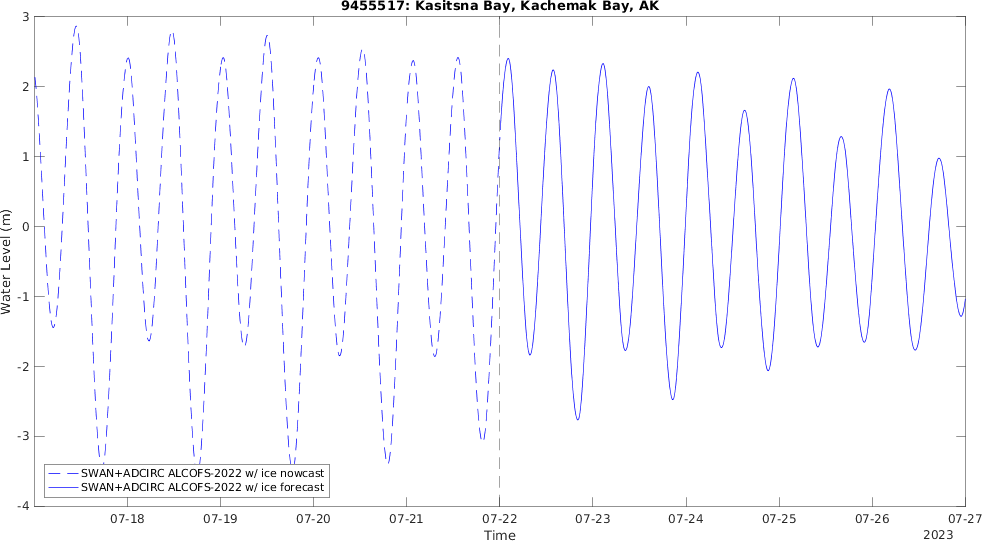 9455517: Kasitsna Bay, Kachemak Bay, AK
3
2
1
0
-1
-2
-3
-4
Water Level (m)
SWAN+ADCIRC ALCOFS-2022 w/ ice nowcast
SWAN+ADCIRC ALCOFS-2022 w/ ice forecast
07-18 07-19 07-20 07-21 07-22 07-23 07-24 07-25 07-26 07-27
Time
2023